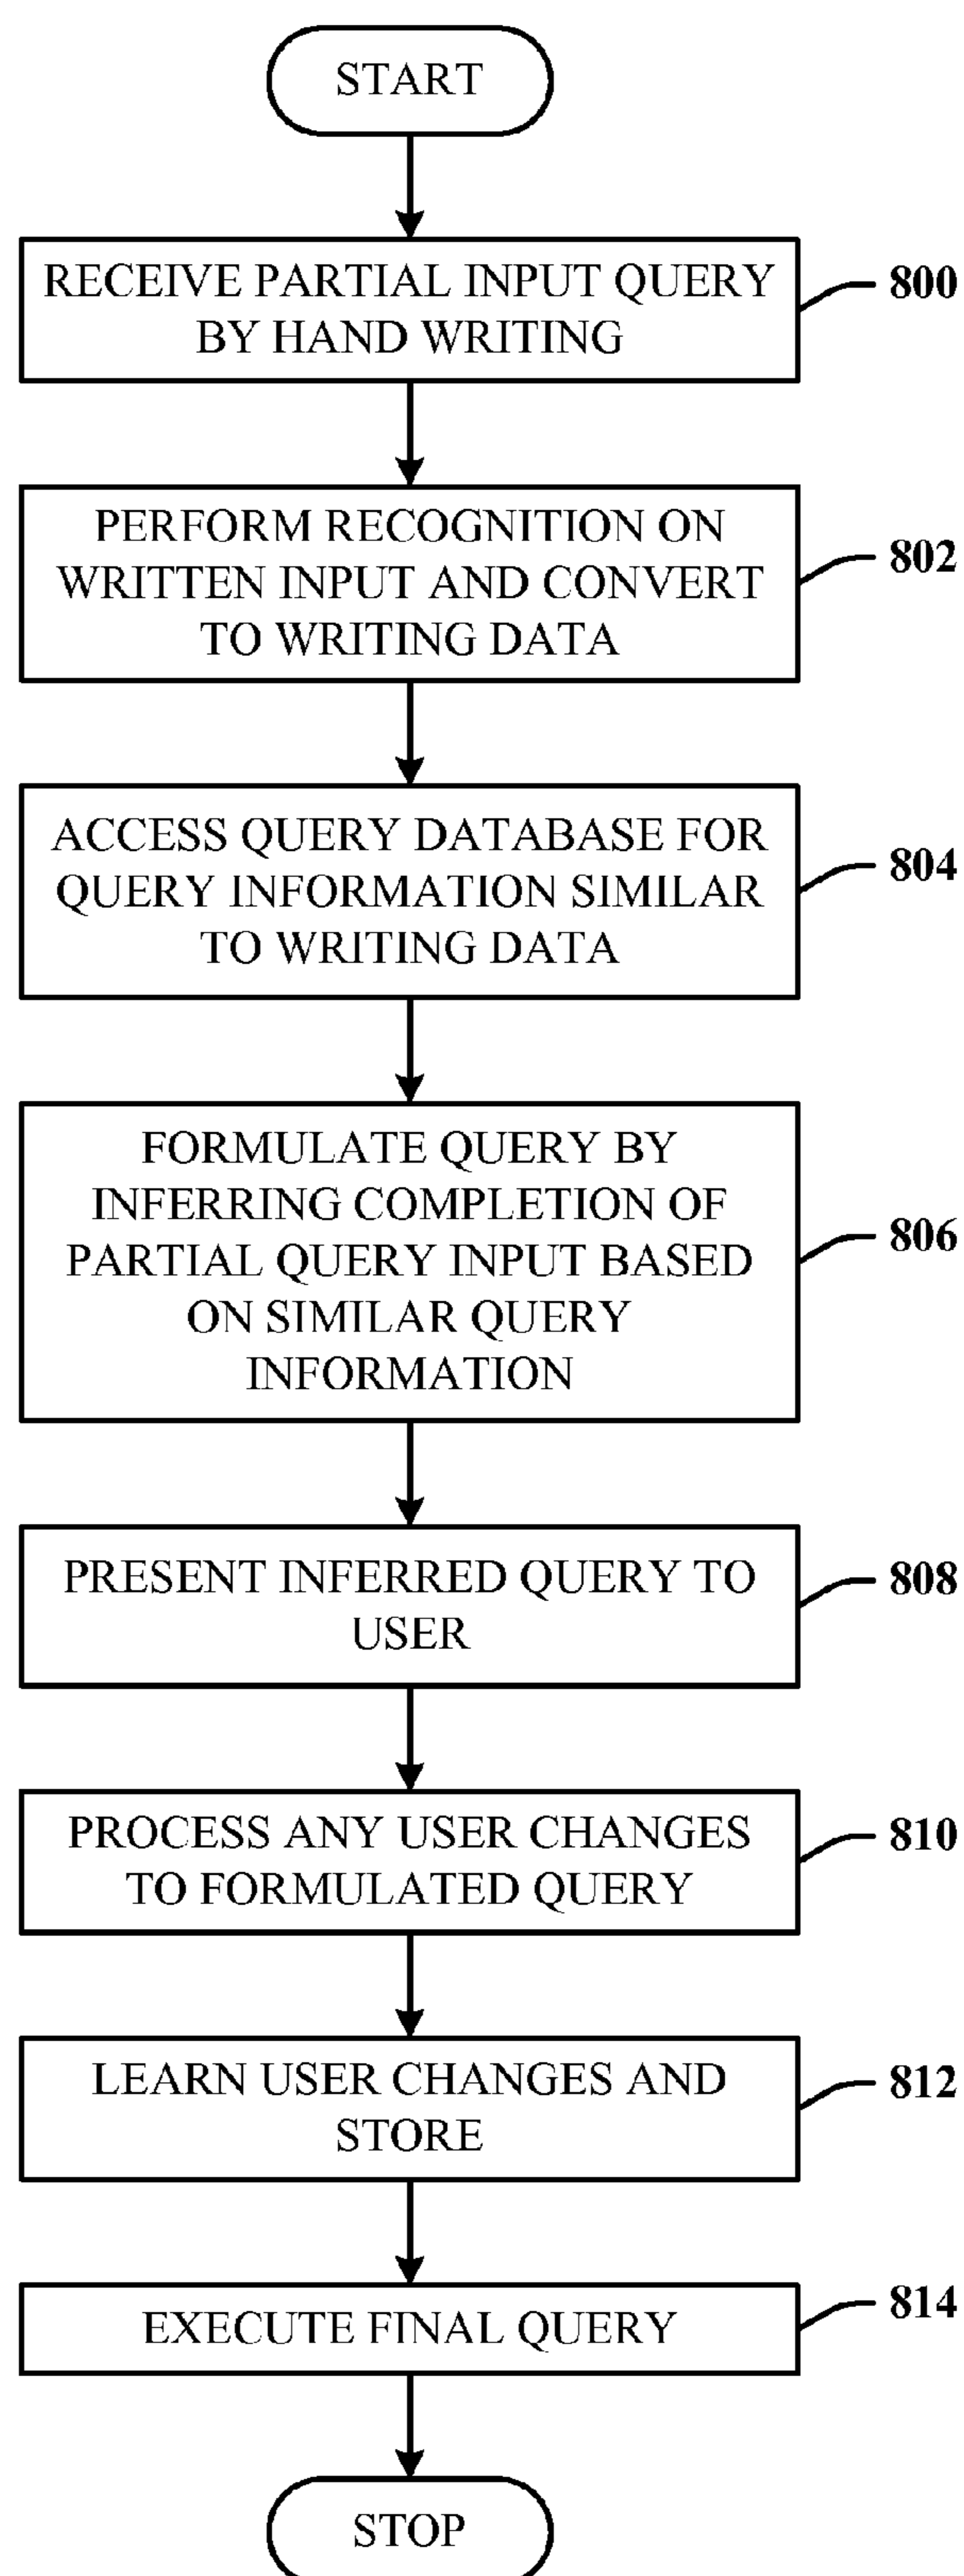 START
RECEIVE PARTIAL INPUT QUERY
BY HAND WRITING
800
PERFORM RECOGNITION ON
WRITTEN INPUT AND CONVERT
TO WRITING DATA
802
ACCESS QUERY DATABASE FOR
QUERY INFORMATION SIMILAR
TO WRITING DATA
804
FORMULATE QUERY BY
INFERRING COMPLETION OF
PARTIAL QUERY INPUT BASED
ON SIMILAR QUERY
INFORMATION
806
PRESENT INFERRED QUERY TO
USER
808
PROCESS ANY USER CHANGES
TO FORMULATED QUERY
810
LEARN USER CHANGES AND
STORE
812
EXECUTE FINAL QUERY
814
STOP